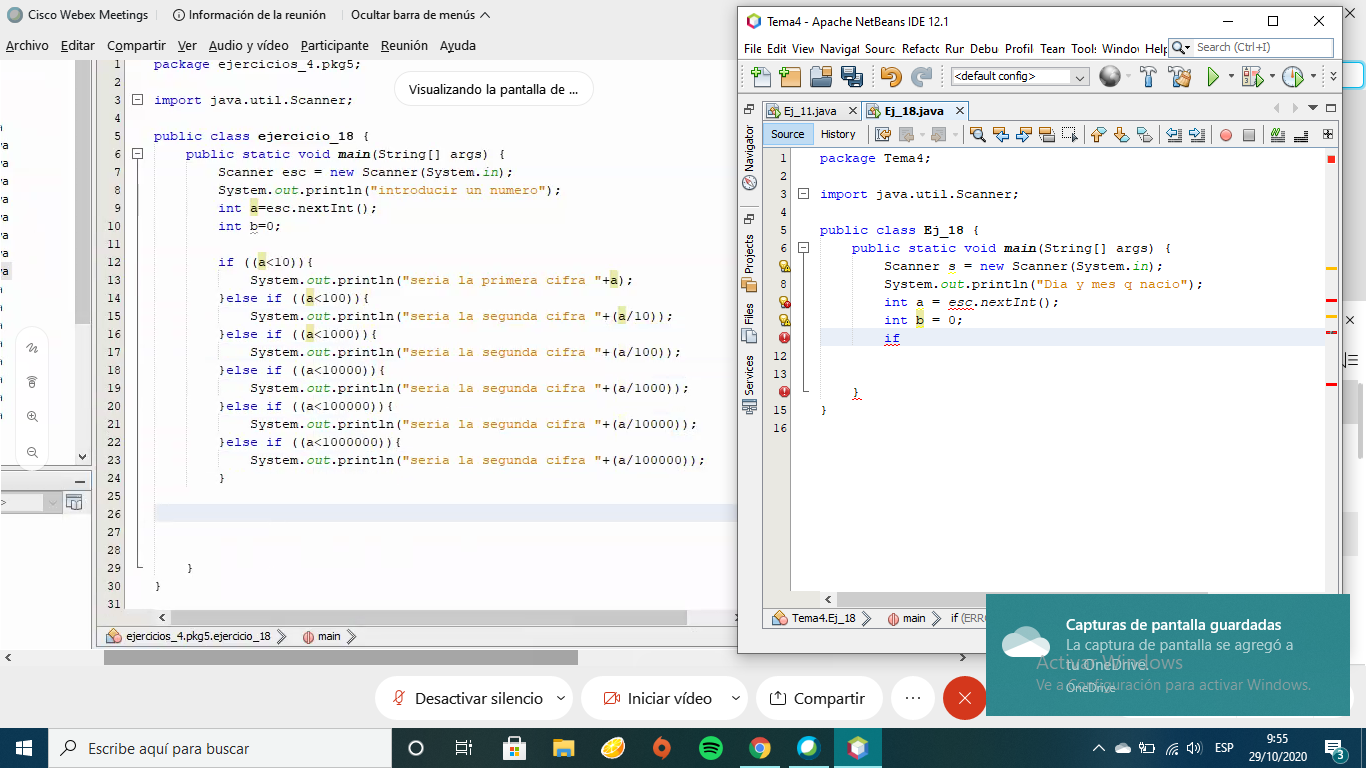 Cisco Webex Meetings
Información de la reunión
Ocultar barra de menús
Archivo Editar Compartir Ver Audio y vídeo Participante Reunión Ayuda
Visualizando la pantalla de ...
1 package ejercicios_4.pkg5;
2
3 import java.util.Scanner;
4
5 public class ejercicio_18 {
6 public static void main(String[] args) {
7 Scanner esc = new Scanner(System.in);
8 System.out.println("introducir un numero");
9 int a=esc.nextInt();
10 int b=0;
11
12 if ((a<10)){
13 System.out.println("seria la primera cifra "+a);
14 }else if ((a<100)){
15 System.out.println("seria la segunda cifra "+(a/10));
16 }else if ((a<1000)){
17 System.out.println("seria la segunda cifra "+(a/100));
18 }else if ((a<10000)){
19 System.out.println("seria la segunda cifra "+(a/1000));
20 }else if ((a<100000)){
21 System.out.println("seria la segunda cifra "+(a/10000));
22 }else if ((a<1000000)){
23 System.out.println("seria la segunda cifra "+(a/100000));
24 }
25
26
27
28
29 }
30 }
31
ejercicios_4.pkg5.ejercicio_18
main
Tema4 - Apache NetBeans IDE 12.1
File Edit View Navigat Sourc Refacto Run Debu Profil Team Tools Window Help
Search (Ctrl+I)
<default config>
Ej_11.java
Ej_18.java
Source History
Navigator
Projects
Files
Services
1 package Tema4;
2
3 import java.util.Scanner;
4
5 public class Ej_18 {
6 public static void main(String[] args) {
Scanner s = new Scanner(System.in);
8 System.out.println("Dia y mes q nacio");
int a = esc.nextInt();
int b = 0;
if
12
13
}
15 }
16
Tema4.Ej_18
main
if (ERRO
Capturas de pantalla guardadas
La captura de pantalla se agregó a
tu OneDrive.
OneDrive
Activar Windows
Ve a Configuración para activar Windows.
Desactivar silencio
Iniciar vídeo
Compartir
Escribe aquí para buscar
ESP
9:55
29/10/2020
3